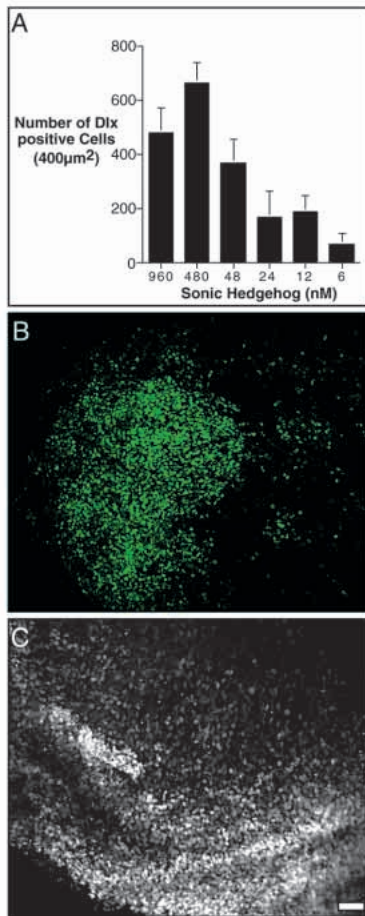 A
800
600
400
200
0
Number of Dlx
positive Cells
(400µm²)
960 480 48 24 12 6
Sonic Hedgehog (nM)
B
C